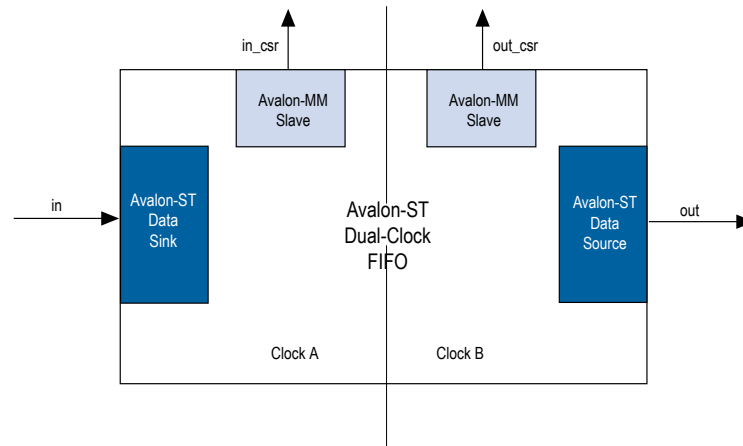 in_csr
out_csr
Avalon-MM
Slave
Avalon-MM
Slave
in
Avalon-ST
Data
Sink
Avalon-ST
Dual-Clock
FIFO
Avalon-ST
Data
Source
out
Clock A
Clock B